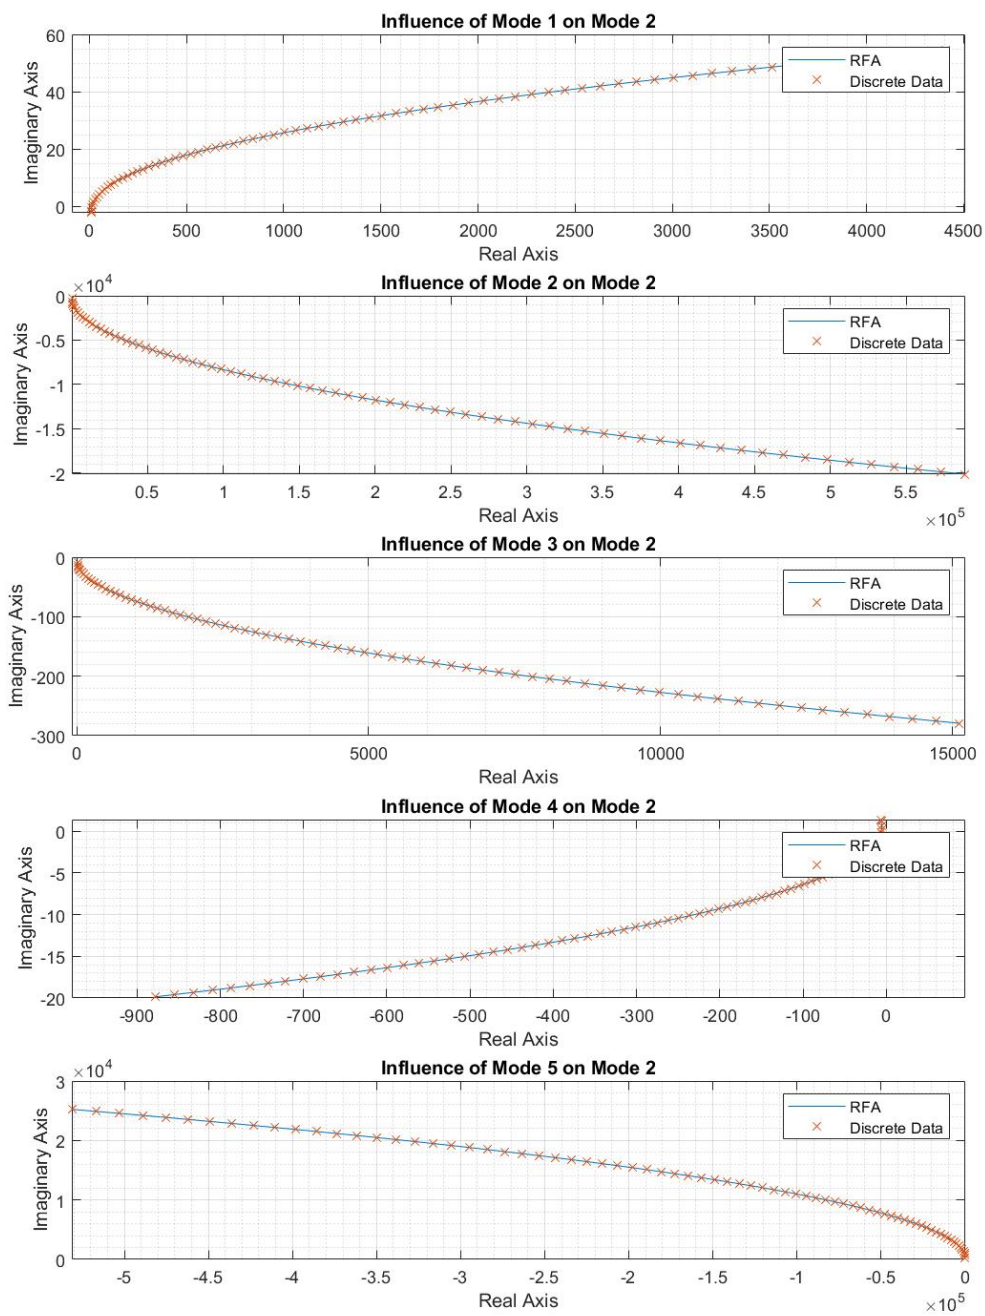 Influence of Mode 1 on Mode 2
60
40
20
0
Imaginary Axis
RFA
Discrete Data
0 500 1000 1500 2000 2500 3000 3500 4000 4500
Real Axis
Influence of Mode 2 on Mode 2
×10^4
0
-0.5
-1
-1.5
-2
Imaginary Axis
RFA
Discrete Data
0.5 1 1.5 2 2.5 3 3.5 4 4.5 5 5.5
Real Axis
×10^5
Influence of Mode 3 on Mode 2
0
-100
-200
-300
Imaginary Axis
RFA
Discrete Data
0 5000 10000 15000
Real Axis
Influence of Mode 4 on Mode 2
0
-5
-10
-15
-20
Imaginary Axis
RFA
Discrete Data
-900 -800 -700 -600 -500 -400 -300 -200 -100 0
Real Axis
Influence of Mode 5 on Mode 2
×10^4
3
2
1
0
Imaginary Axis
RFA
Discrete Data
-5 -4.5 -4 -3.5 -3 -2.5 -2 -1.5 -1 -0.5 0
Real Axis
×10^5